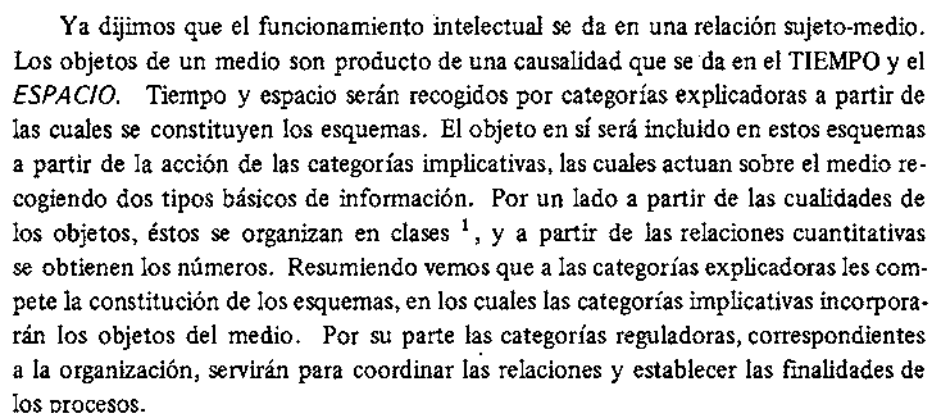 Ya dijimos que el funcionamiento intelectual se da en una relación sujeto-medio.
Los objetos de un medio son producto de una causalidad que se da en el TIEMPO y el
ESPACIO. Tiempo y espacio serán recogidos por categorías explicadoras a partir de
las cuales se constituyen los esquemas. El objeto en sí será incluido en estos esquemas
a partir de la acción de las categorías implicativas, las cuales actuan sobre el medio re-
cogiendo dos tipos básicos de información. Por un lado a partir de las cualidades de
los objetos, éstos se organizan en clases ¹, y a partir de las relaciones cuantitativas
se obtienen los números. Resumiendo vemos que a las categorías explicadoras les com-
pete la constitución de los esquemas, en los cuales las categorías implicativas incorpora-
rán los objetos del medio. Por su parte las categorías reguladoras, correspondientes
a la organización, servirán para coordinar las relaciones y establecer las finalidades de
los procesos.